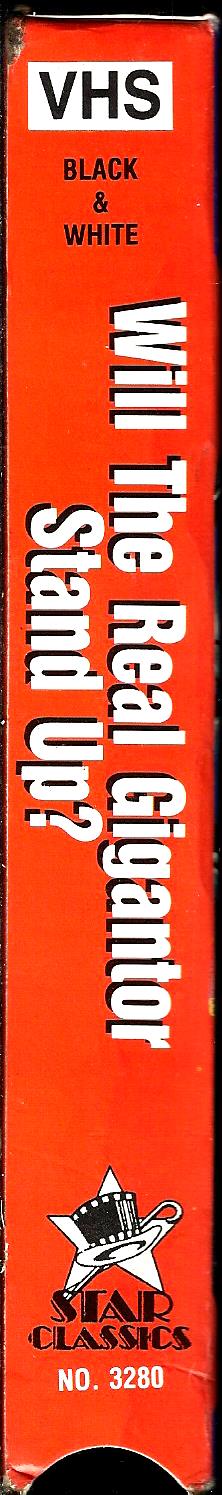 VHS
BLACK
&
WHITE
Will The Real Gigantor
Stand Up?
STAR
CLASSICS
NO. 3280